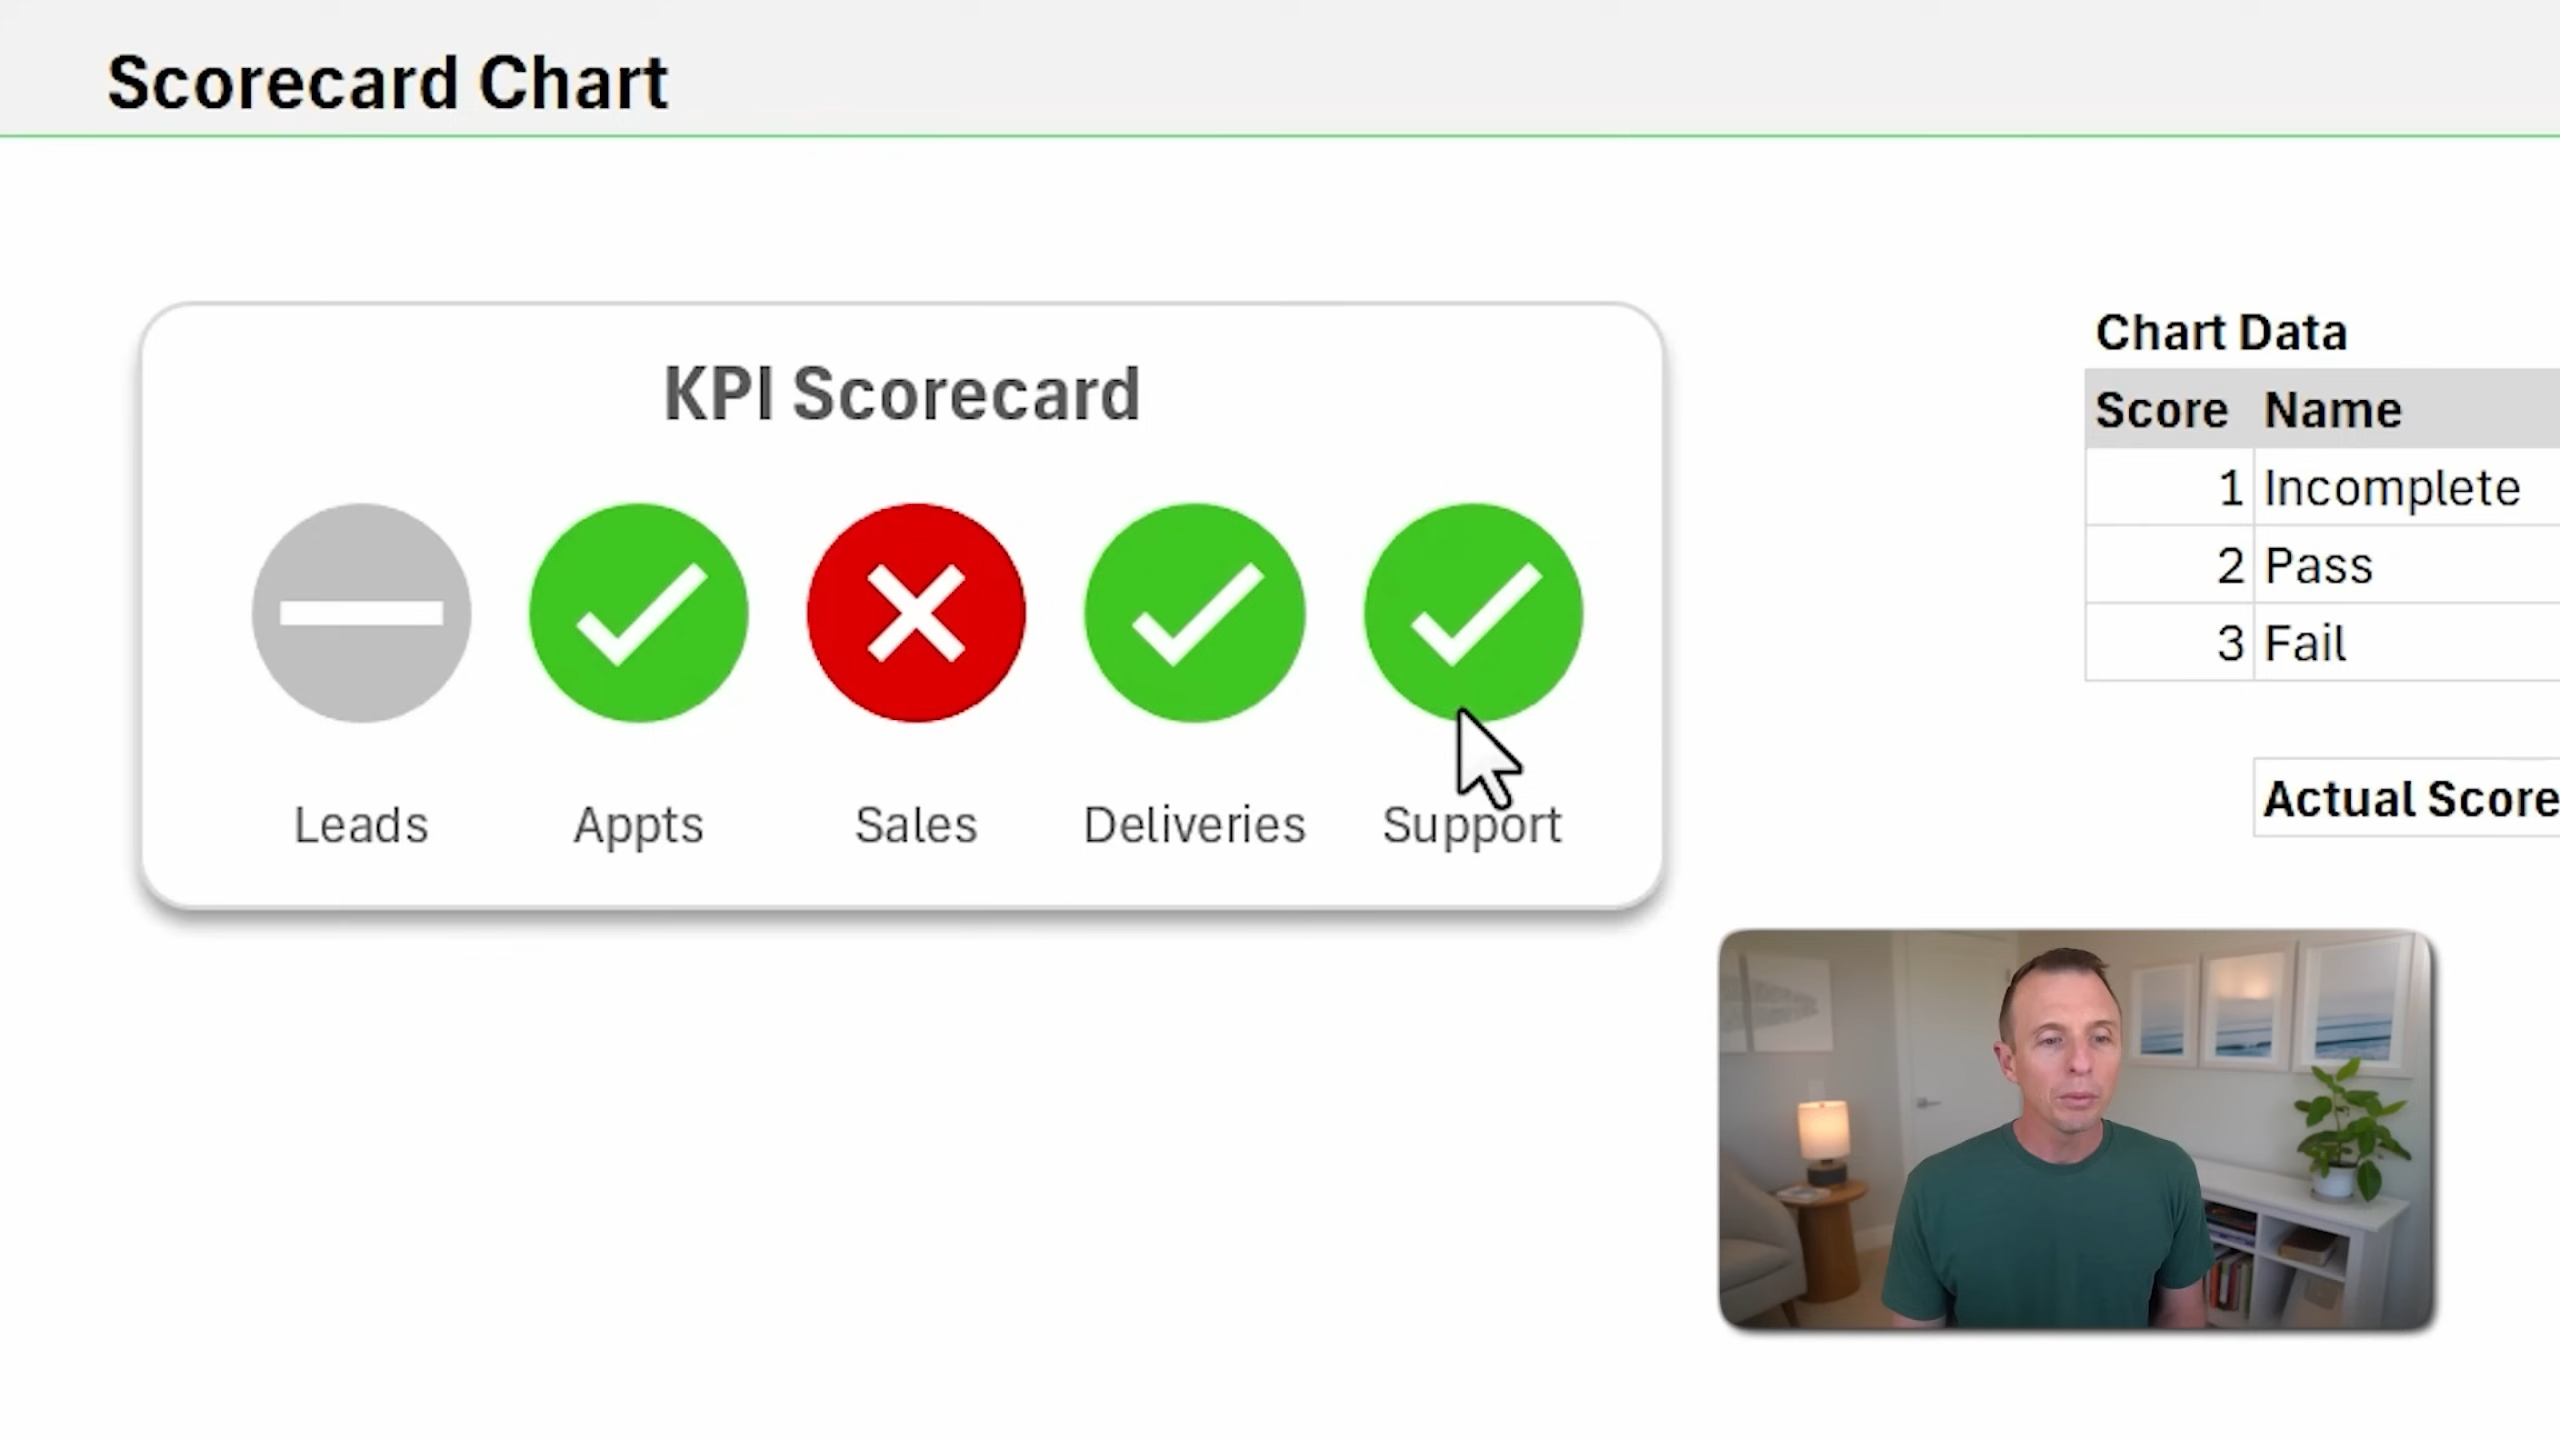 Scorecard Chart
KPI Scorecard
Leads Appts Sales Deliveries Support
Chart Data
Score Name
1 Incomplete
2 Pass
3 Fail
Actual Score